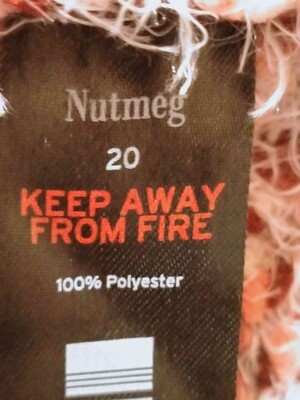 Nutmeg
20
KEEP AWAY
FROM FIRE
100% Polyester